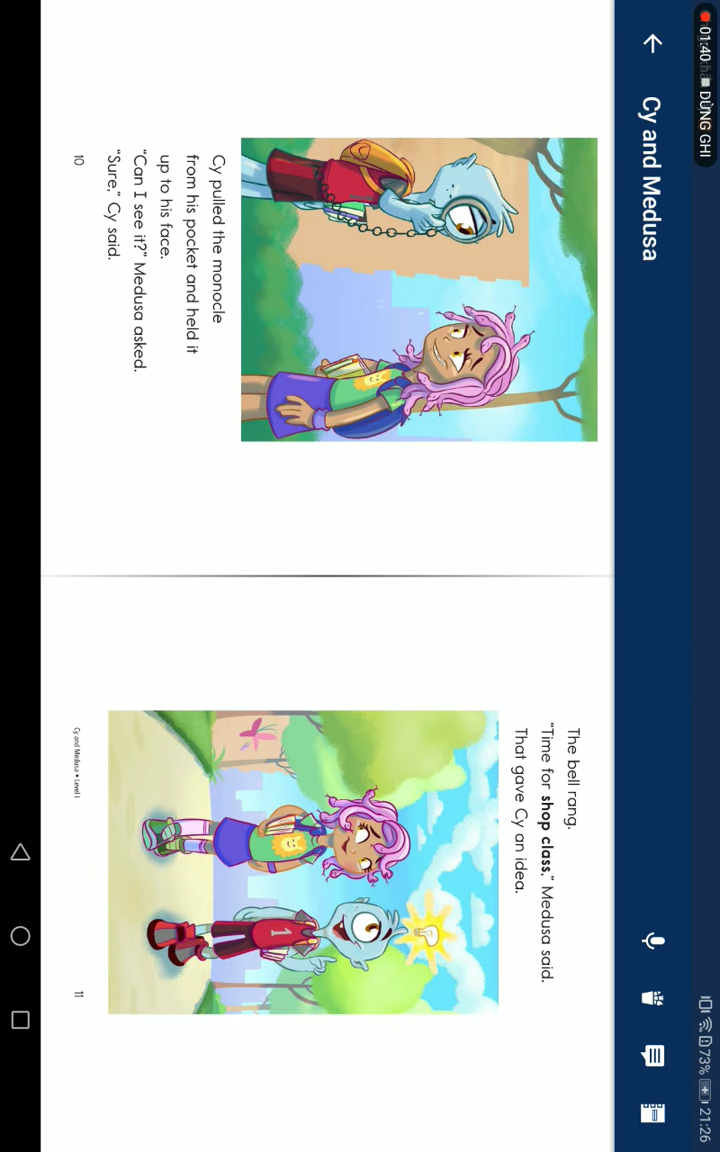 01:40
DỪNG GHI
73%
21:26
Cy and Medusa
Cy pulled the monocle
from his pocket and held it
up to his face.
“Can I see it?” Medusa asked.
“Sure,” Cy said.
10
The bell rang.
“Time for shop class,” Medusa said.
That gave Cy an idea.
1
Cy and Medusa • Level I
11